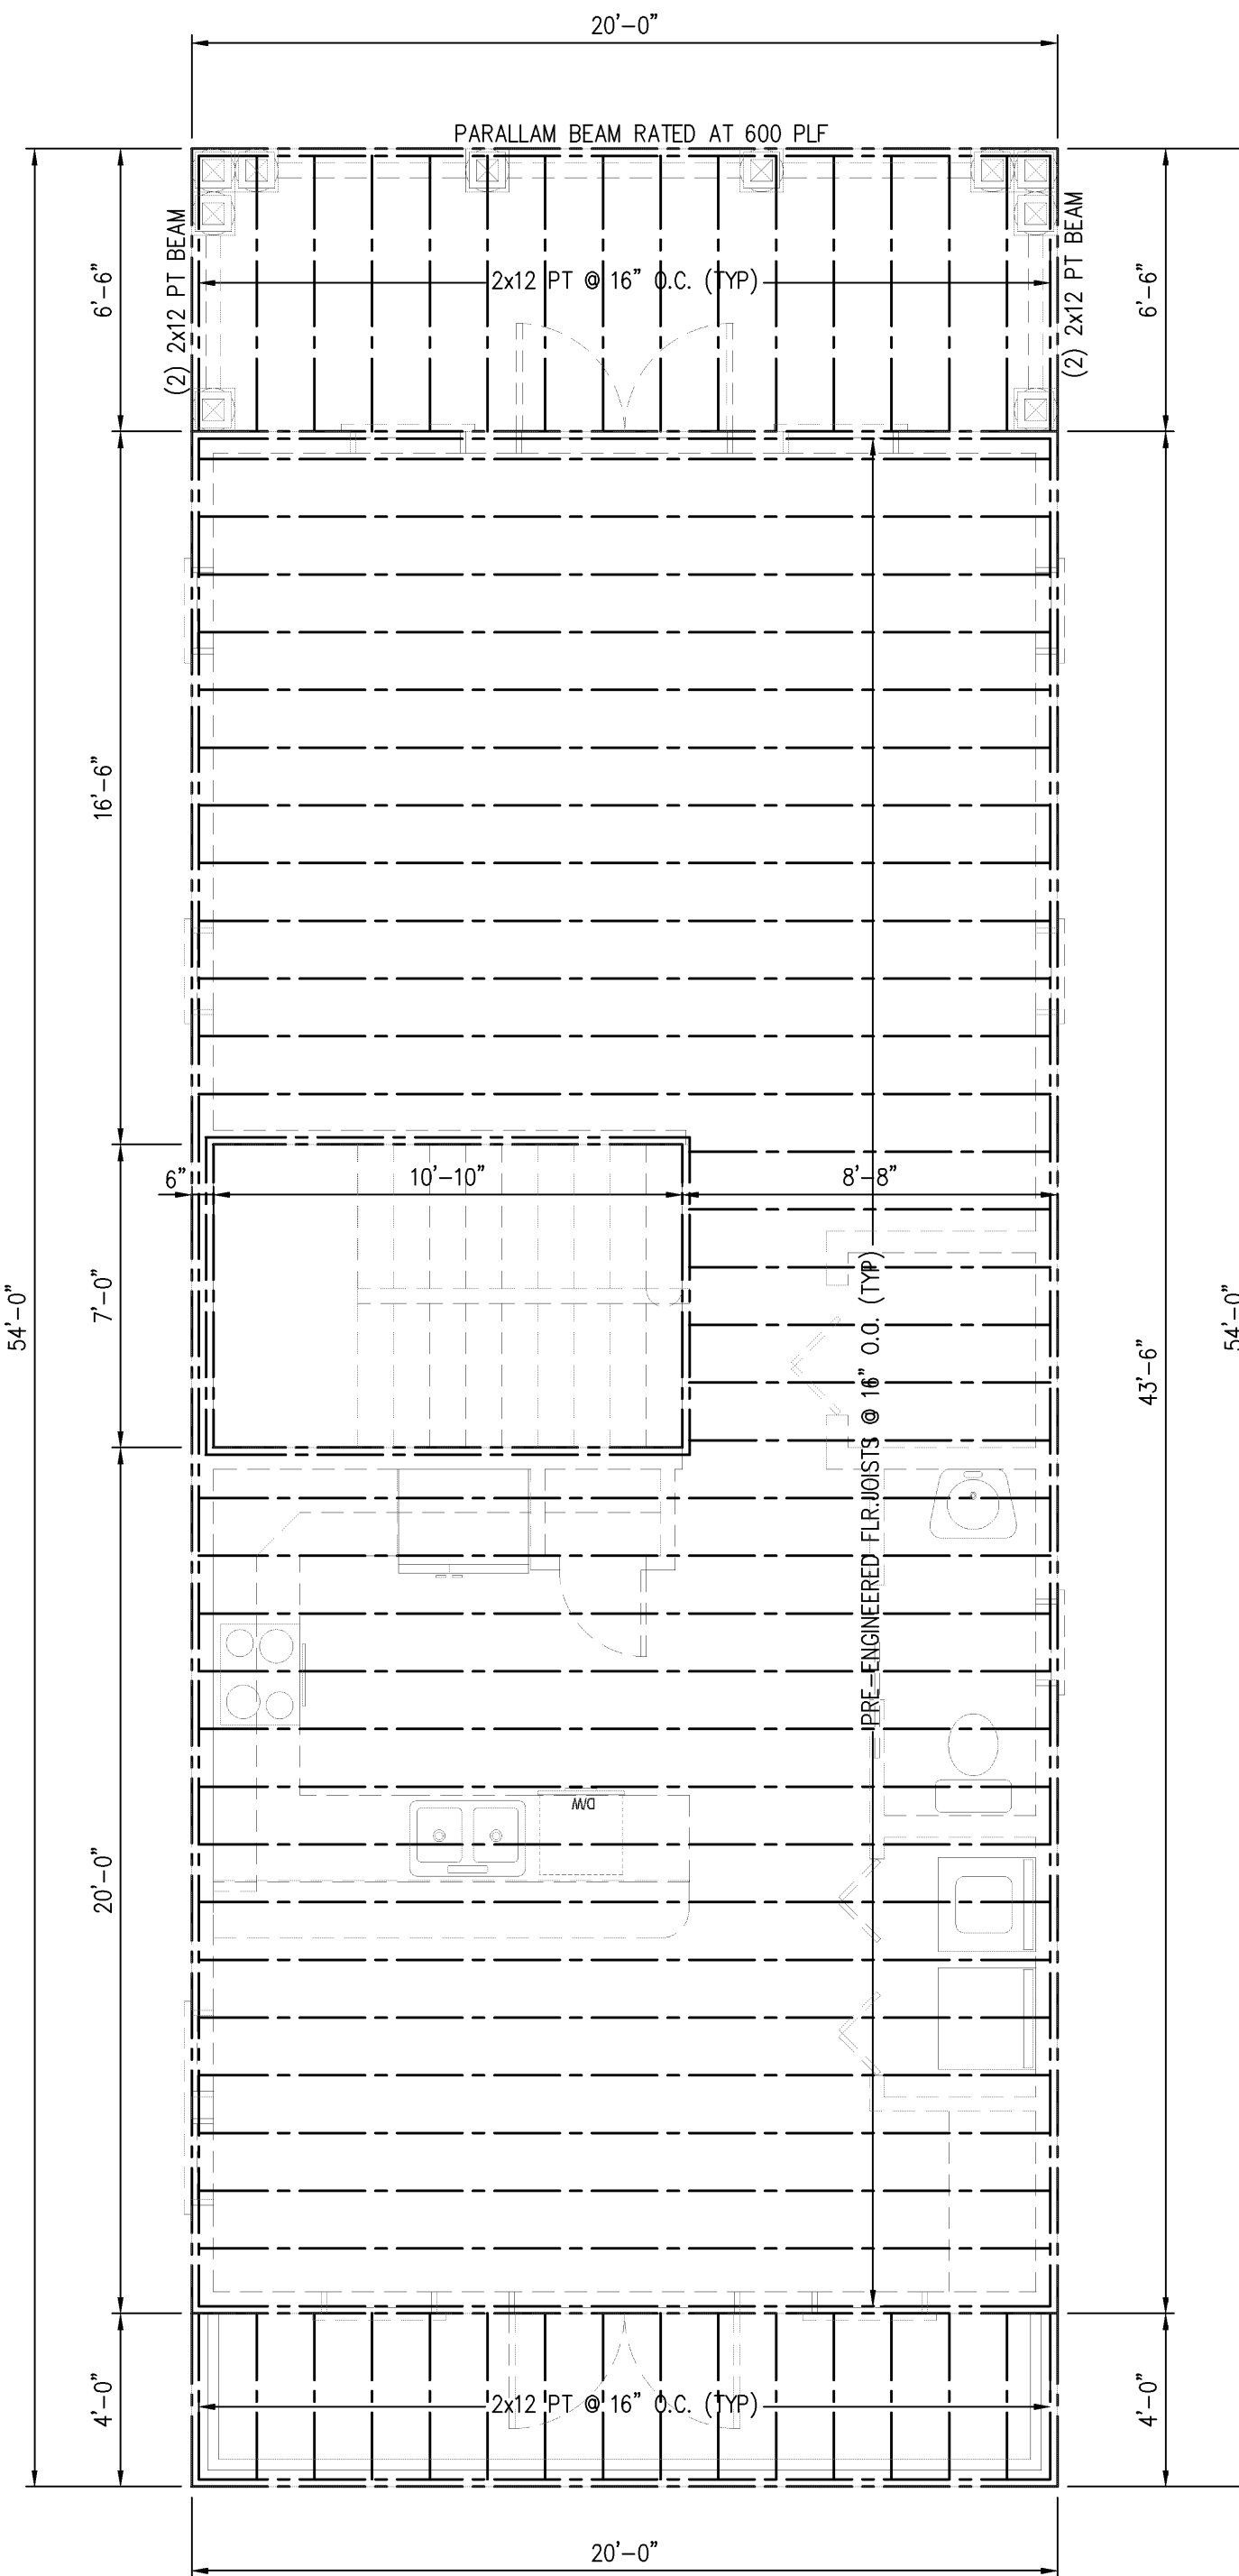 20'-0"
PARALLAM BEAM RATED AT 600 PLF
(2) 2x12 PT BEAM
(2) 2x12 PT BEAM
6'-6"
6'-6"
2x12 PT @ 16" O.C. (TYP)
16'-6"
6"
10'-10"
8'-8"
7'-0"
54'-0"
54'-0"
43'-6"
PRE-ENGINEERED FLR.JOISTS @ 16" O.C. (TYP)
DW
20'-0"
4'-0"
4'-0"
2x12 PT @ 16" O.C. (TYP)
20'-0"